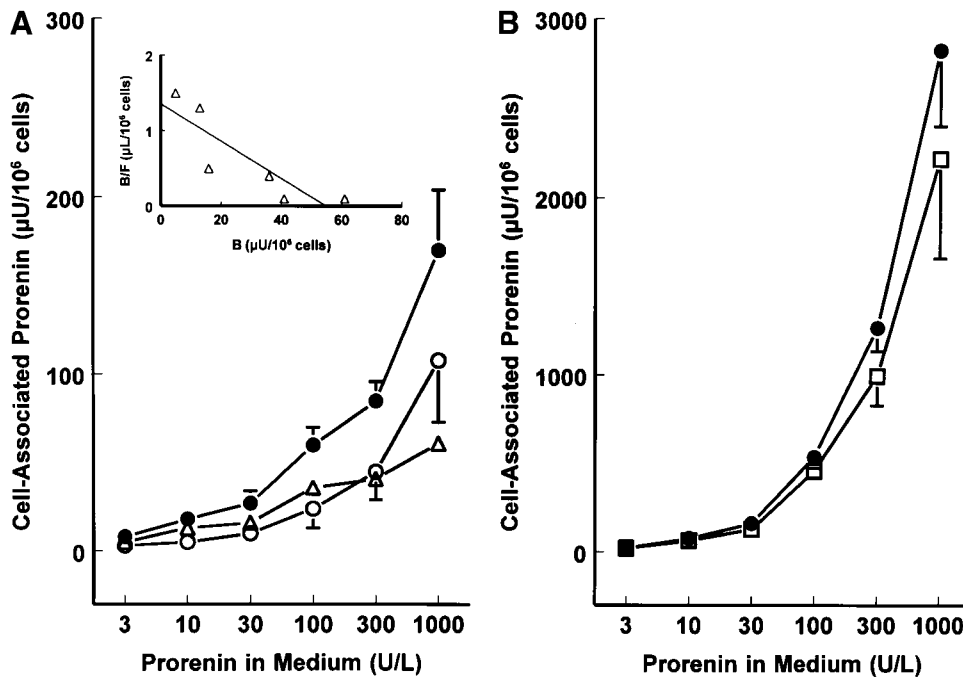 A
300
200
100
0
Cell-Associated Prorenin (μU/10⁶ cells)
3 10 30 100 300 1000
Prorenin in Medium (U/L)
2
1
0
B/F (μL/10⁶ cells)
0 20 40 60 80
B (μU/10⁶ cells)
B
3000
2000
1000
0
Cell-Associated Prorenin (μU/10⁶ cells)
3 10 30 100 300 1000
Prorenin in Medium (U/L)